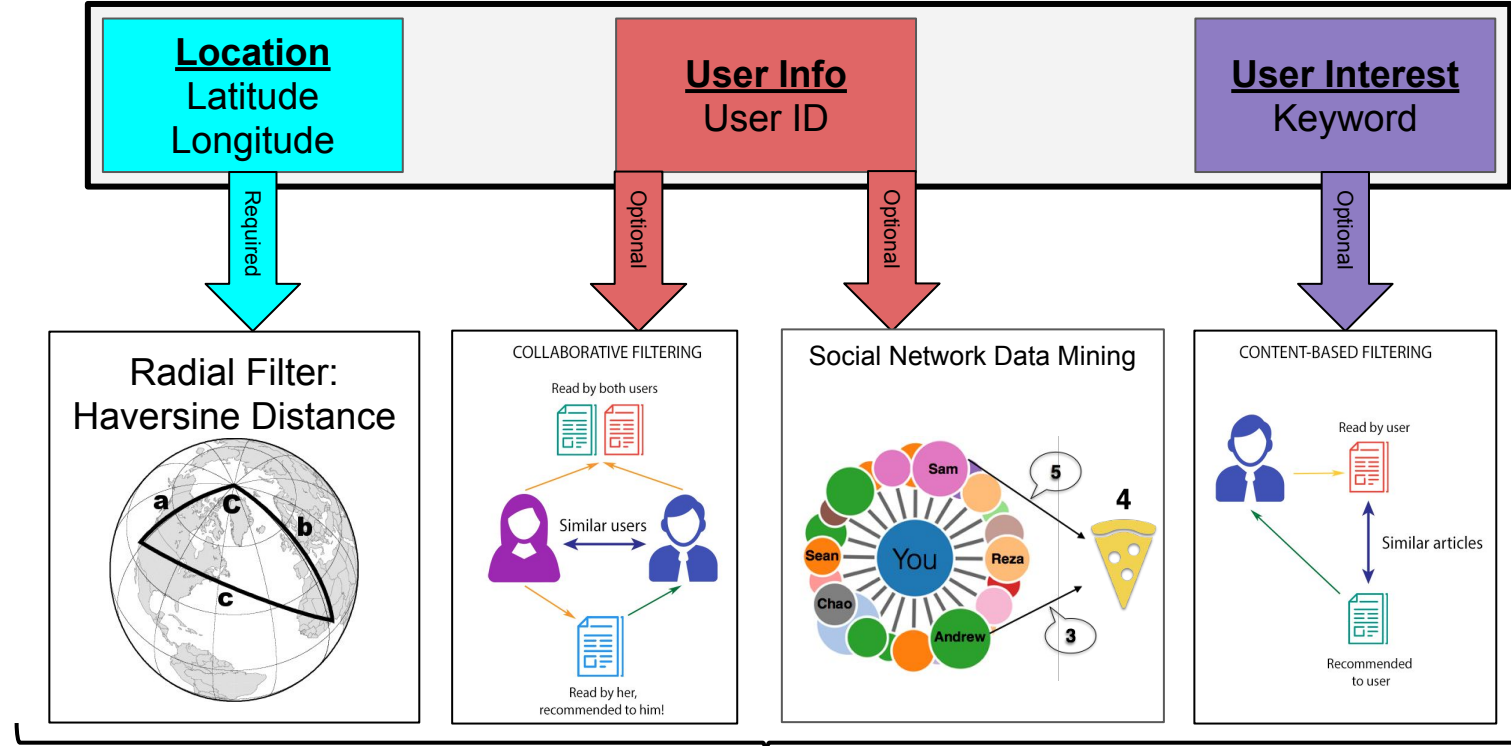 Location
Latitude
Longitude
User Info
User ID
User Interest
Keyword
Required
Optional
Optional
Optional
Radial Filter:
Haversine Distance
a
C
b
c
COLLABORATIVE FILTERING
Read by both users
Similar users
Read by her,
recommended to him!
Social Network Data Mining
Sam
5
4
Sean
You
Reza
Chao
Andrew
3
CONTENT-BASED FILTERING
Read by user
Similar articles
Recommended
to user